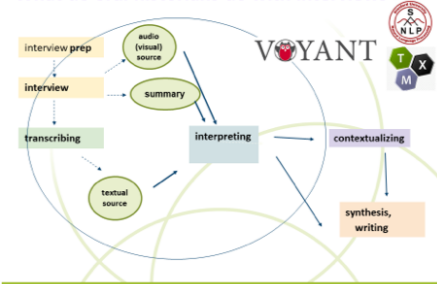 audio
(visual)
source
interview prep
VOYANT
S
NLP
T
X
M
interview
summary
transcribing
interpreting
contextualizing
textual
source
synthesis,
writing